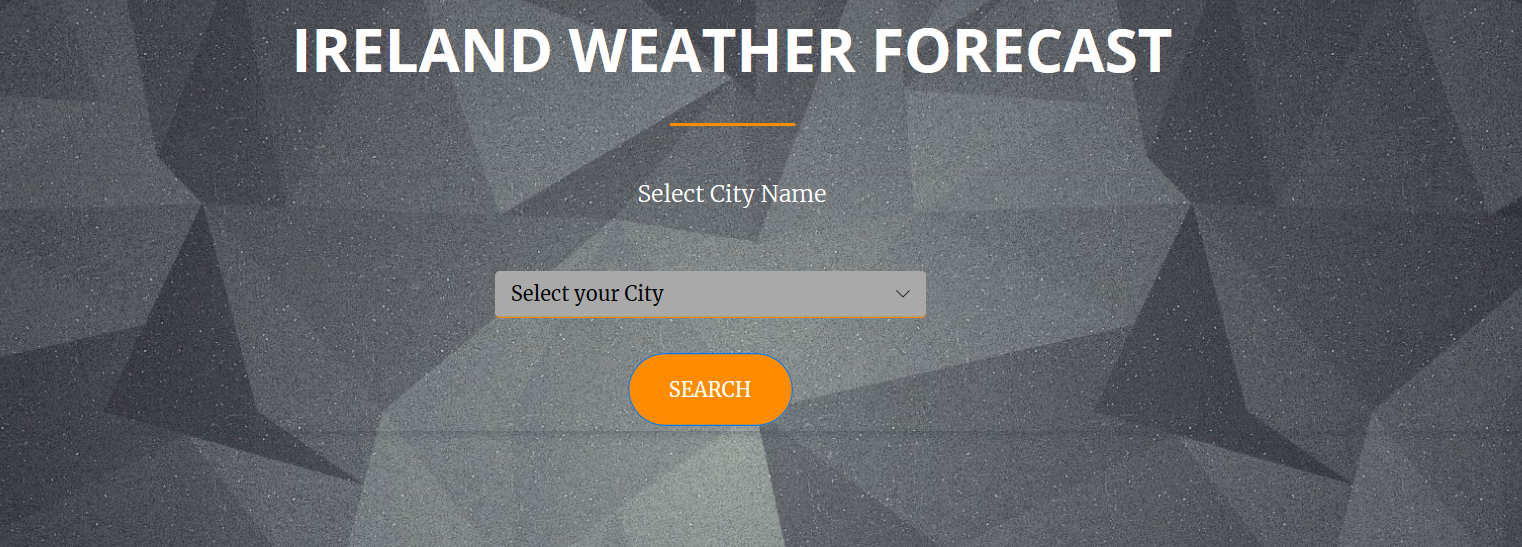 IRELAND WEATHER FORECAST
Select City Name
Select your City
SEARCH